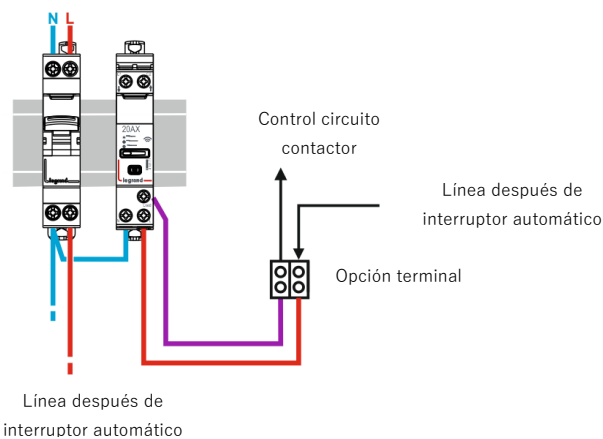 N L
20AX
legrand
legrand
Control circuito
contactor
Línea después de
interruptor automático
Opción terminal
Línea después de
interruptor automático